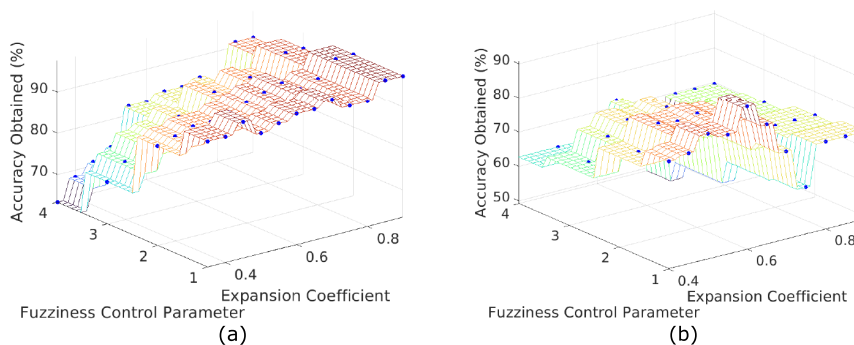 Accuracy Obtained (%)
90
80
70
4
3
2
1
0.4
0.6
0.8
Fuzziness Control Parameter
Expansion Coefficient
(a)
Accuracy Obtained (%)
90
80
70
60
50
4
3
2
1
0.4
0.6
0.8
Fuzziness Control Parameter
Expansion Coefficient
(b)